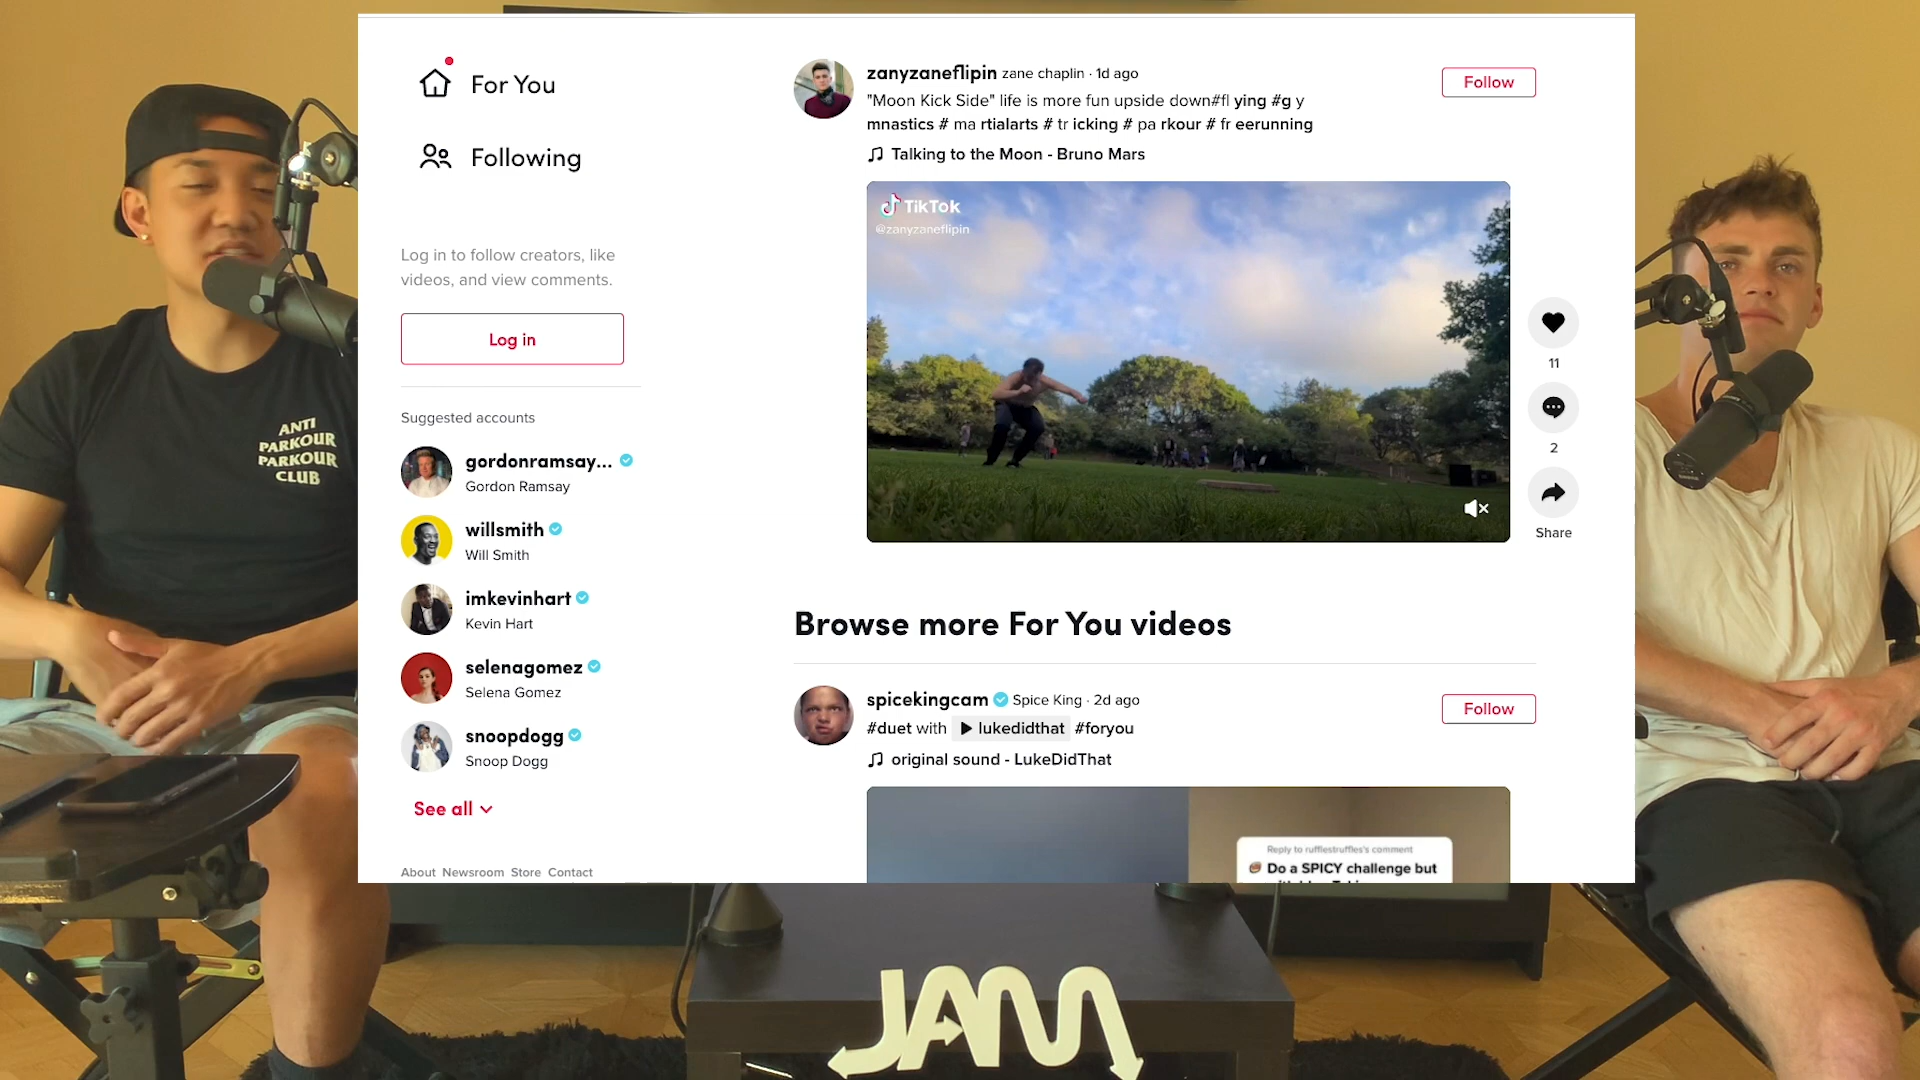 For You
Following
Log in to follow creators, like
videos, and view comments.
Log in
Suggested accounts
gordonramsay...
Gordon Ramsay
willsmith
Will Smith
imkevinhart
Kevin Hart
selenagomez
Selena Gomez
snoopdogg
Snoop Dogg
See all
About Newsroom Store Contact
zanyzaneflipin zane chaplin · 1d ago
Follow
"Moon Kick Side" life is more fun upside down#fl ying #g y
mnastics # ma rtialarts # tr icking # pa rkour # fr eerunning
Talking to the Moon - Bruno Mars
TikTok
@zanyzaneflipin
11
2
Share
Browse more For You videos
spicekingcam Spice King · 2d ago
Follow
#duet with lukedidthat #foryou
original sound - LukeDidThat
Reply to rufflestruffles's comment
Do a SPICY challenge but
ANTI
PARKOUR
PARKOUR
CLUB
JAM